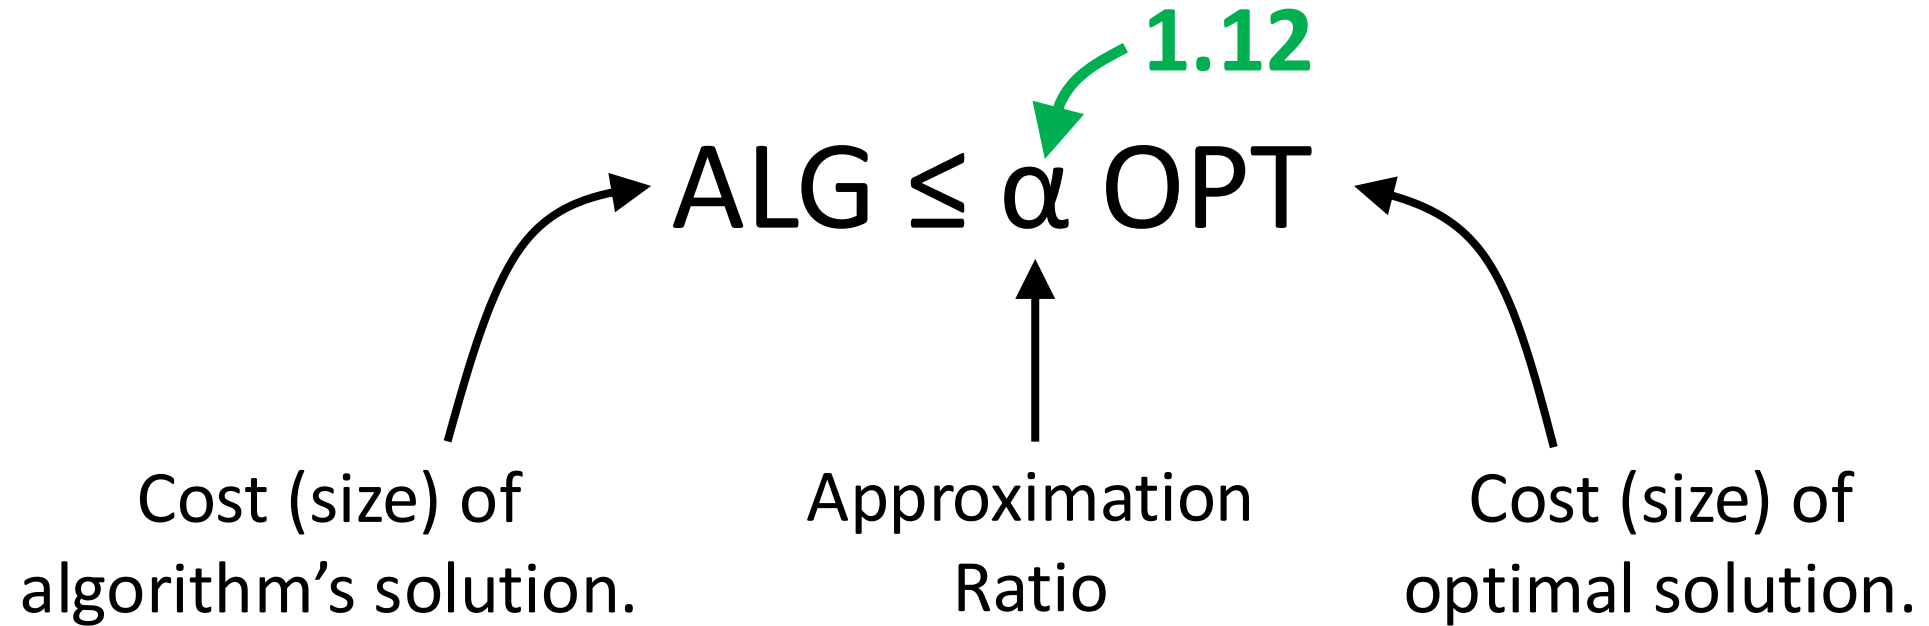 1.12
ALG ≤ α OPT
Cost (size) of
algorithm’s solution.
Approximation
Ratio
Cost (size) of
optimal solution.